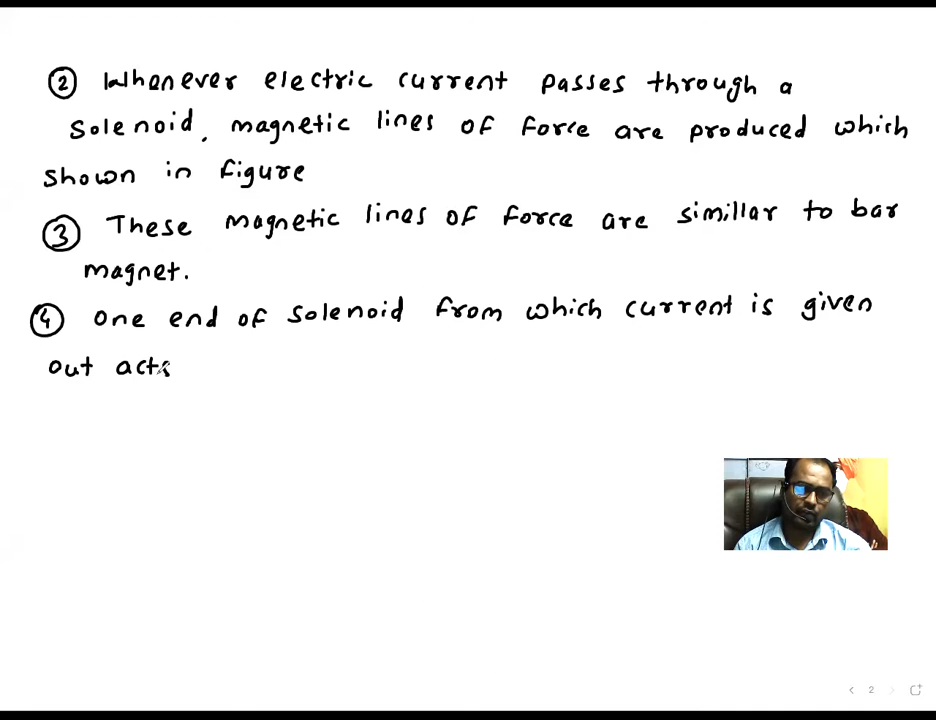 ② Whenever electric current passes through a
Solenoid, magnetic lines of force are produced which
shown in figure
③ These magnetic lines of force are simillar to bar
magnet.
④ One end of Solenoid from which current is given
out acts
2